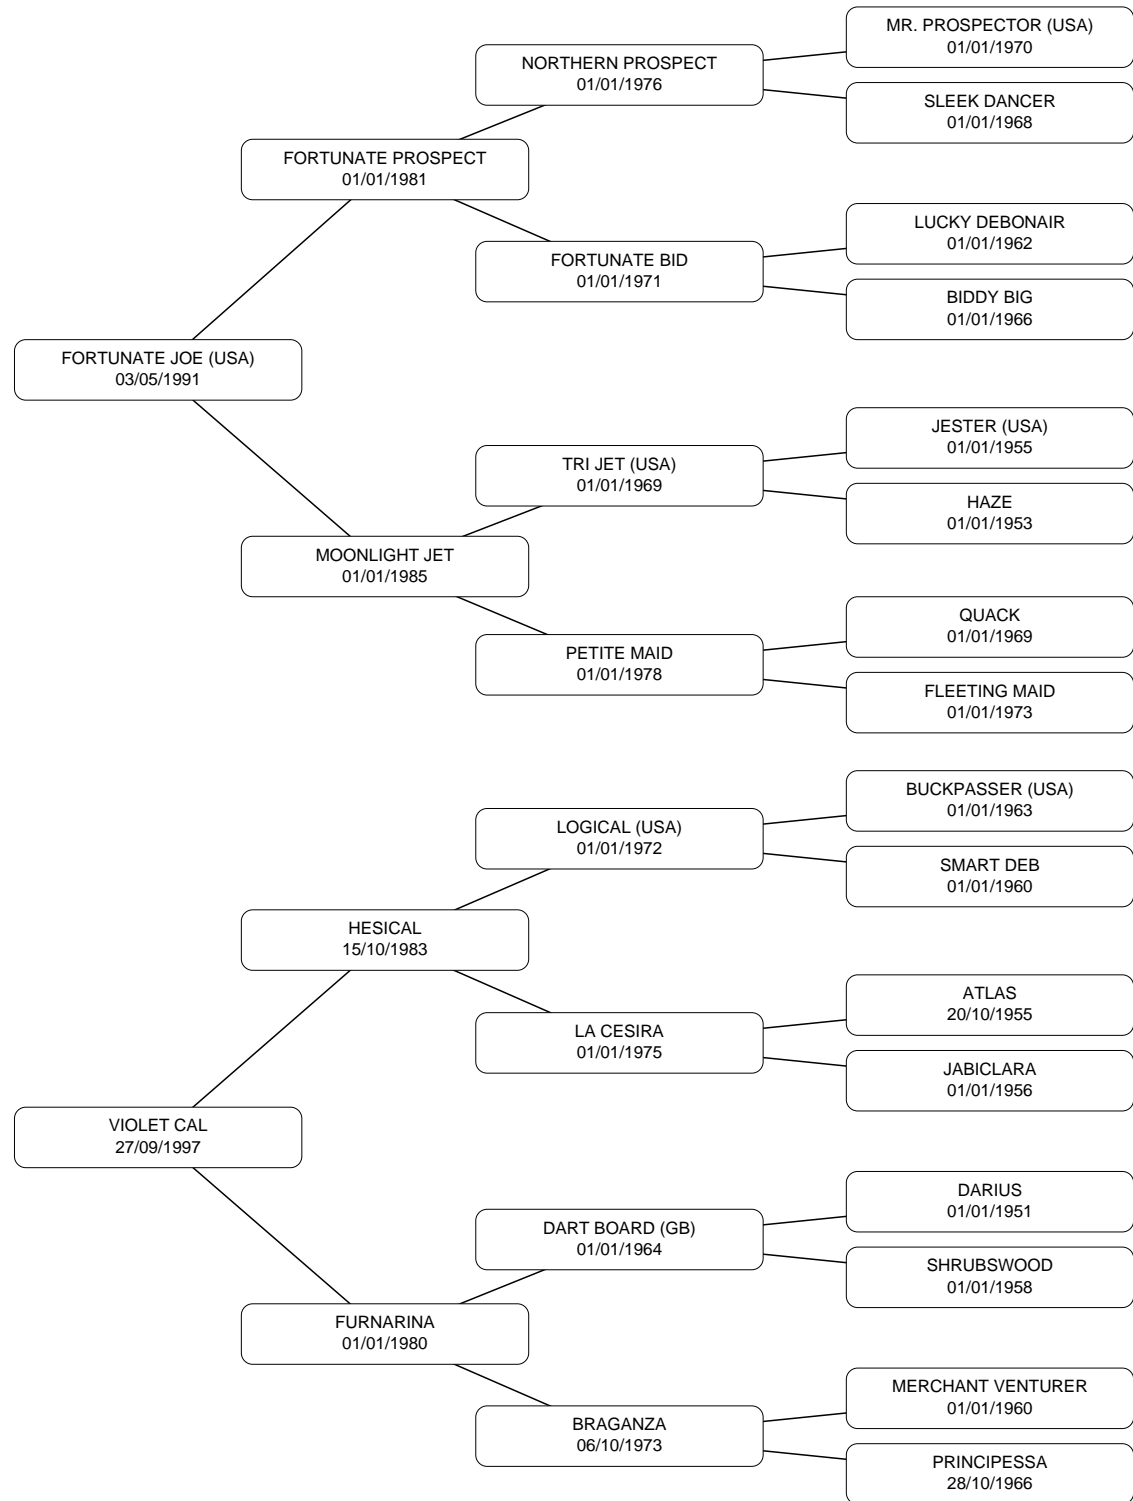 MR. PROSPECTOR (USA)
01/01/1970
NORTHERN PROSPECT
01/01/1976
SLEEK DANCER
01/01/1968
FORTUNATE PROSPECT
01/01/1981
LUCKY DEBONAIR
01/01/1962
FORTUNATE BID
01/01/1971
BIDDY BIG
01/01/1966
FORTUNATE JOE (USA)
03/05/1991
JESTER (USA)
01/01/1955
TRI JET (USA)
01/01/1969
HAZE
01/01/1953
MOONLIGHT JET
01/01/1985
QUACK
01/01/1969
PETITE MAID
01/01/1978
FLEETING MAID
01/01/1973
BUCKPASSER (USA)
01/01/1963
LOGICAL (USA)
01/01/1972
SMART DEB
01/01/1960
HESICAL
15/10/1983
ATLAS
20/10/1955
LA CESIRA
01/01/1975
JABICLARA
01/01/1956
VIOLET CAL
27/09/1997
DARIUS
01/01/1951
DART BOARD (GB)
01/01/1964
SHRUBSWOOD
01/01/1958
FURNARINA
01/01/1980
MERCHANT VENTURER
01/01/1960
BRAGANZA
06/10/1973
PRINCIPESSA
28/10/1966